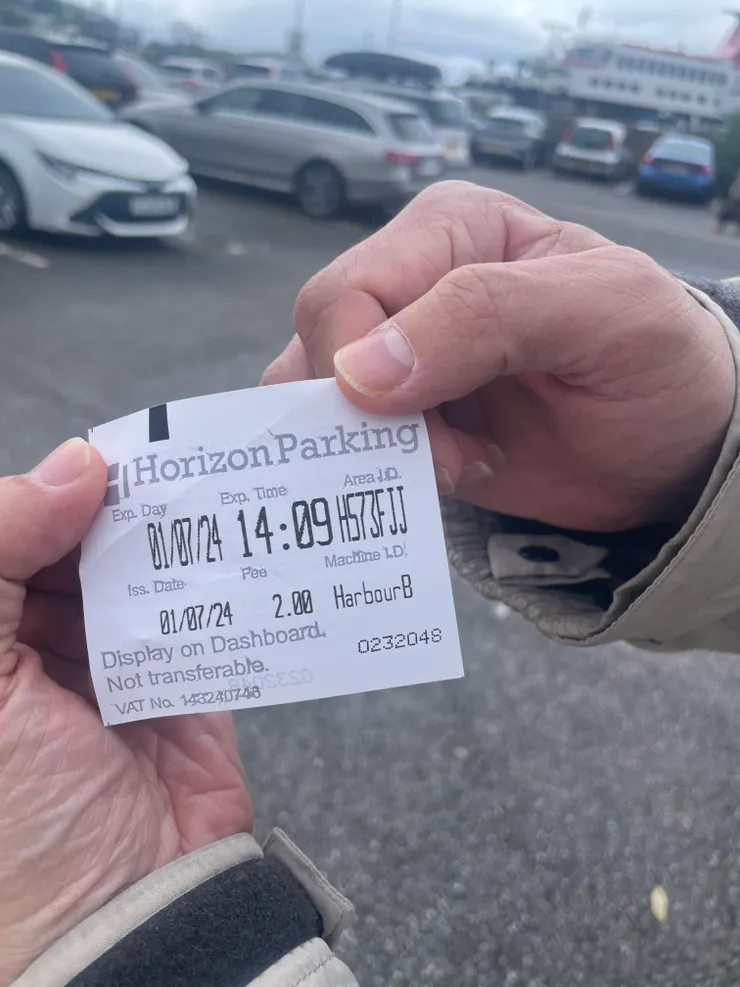 Horizon Parking
Exp. Day Exp. Time Area I.D.
01/07/24 14:09 HS73FJJ
Iss. Date Fee Machine I.D.
01/07/24 2.00 HarbourB
Display on Dashboard.
Not transferable.
0232048
VAT No. 143240748